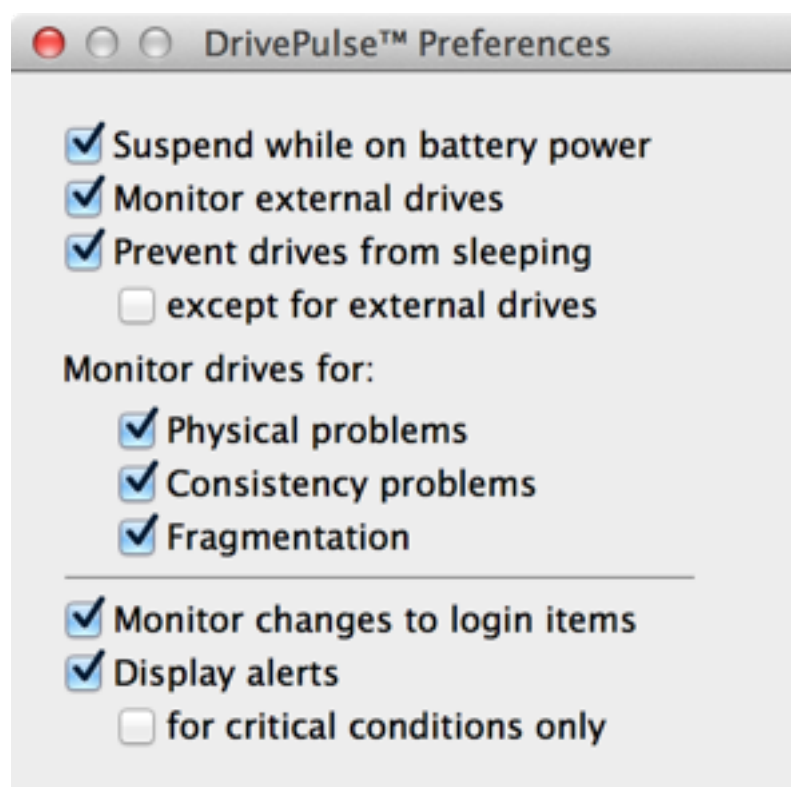 DrivePulse™ Preferences
Suspend while on battery power
Monitor external drives
Prevent drives from sleeping
except for external drives
Monitor drives for:
Physical problems
Consistency problems
Fragmentation
Monitor changes to login items
Display alerts
for critical conditions only